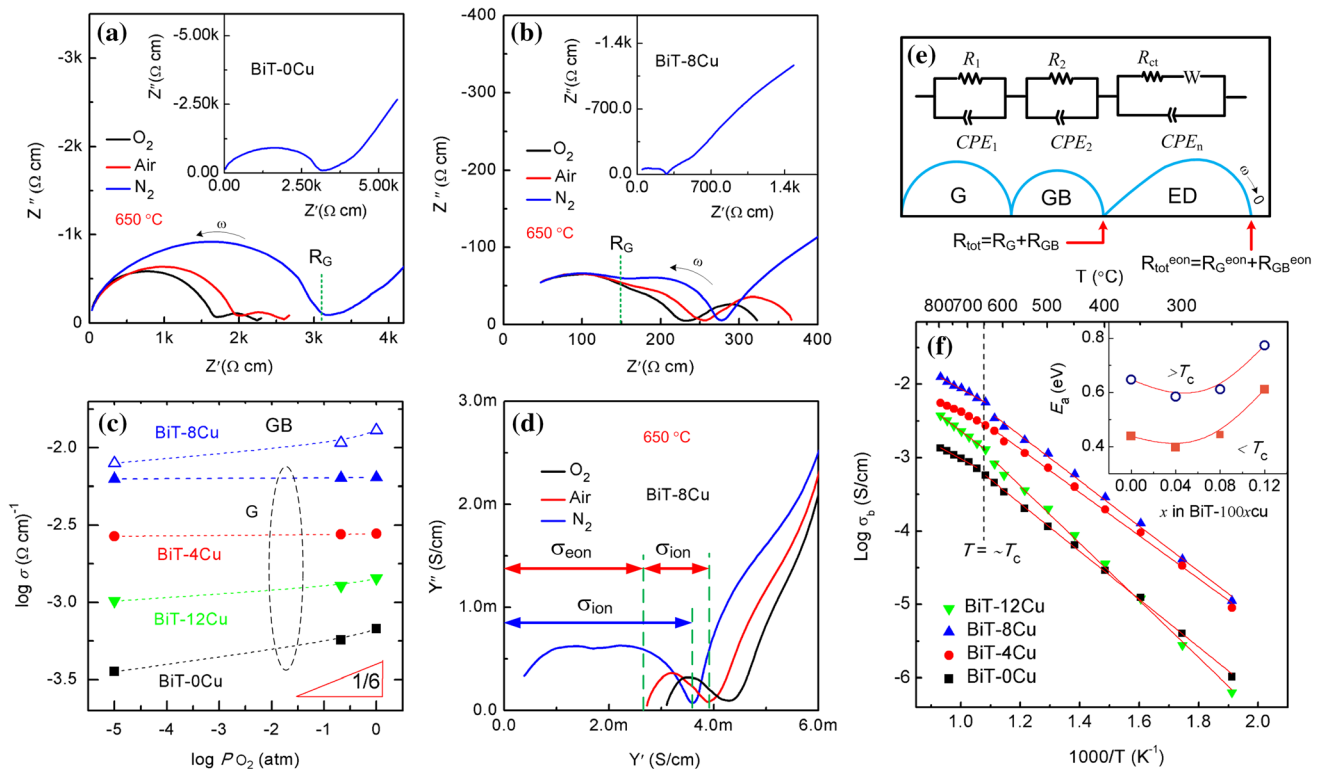 (a)
-5.00k
BiT-0Cu
-2.50k
Z″(Ω cm)
0.00
0.00
2.50k
5.00k
Z′(Ω cm)
-3k
-2k
-1k
0
Z″(Ω cm)
O2
Air
N2
650 °C
ω
RG
0
1k
2k
3k
4k
Z′(Ω cm)
(b)
-1.4k
BiT-8Cu
-700.0
Z″(Ω cm)
0.0
0.0
700.0
1.4k
Z′(Ω cm)
-400
-300
-200
-100
0
Z″(Ω cm)
O2
Air
N2
650 °C
RG
ω
0
100
200
300
400
Z′(Ω cm)
(e)
R1
R2
Rct
W
CPE1
CPE2
CPEn
G
GB
ED
ω→0
Rtot=RG+RGB
Rtoteon=RGeon+RGBeon
(c)
GB
BiT-8Cu
G
BiT-4Cu
BiT-12Cu
BiT-0Cu
1/6
-2.0
-2.5
-3.0
-3.5
log σ (Ω cm)-1
-5
-4
-3
-2
-1
0
log PO2 (atm)
(d)
650 °C
O2
Air
N2
BiT-8Cu
σeon
σion
σion
3.0m
2.0m
1.0m
0.0
Y″ (S/cm)
0.0
2.0m
4.0m
6.0m
Y′ (S/cm)
T (°C)
800
700
600
500
400
300
(f)
0.8
0.6
0.4
Ea (eV)
>Tc
< Tc
0.00
0.04
0.08
0.12
x in BiT-100xcu
T = ~Tc
BiT-12Cu
BiT-8Cu
BiT-4Cu
BiT-0Cu
-2
-3
-4
-5
-6
Log σb (S/cm)
1.0
1.2
1.4
1.6
1.8
2.0
1000/T (K-1)